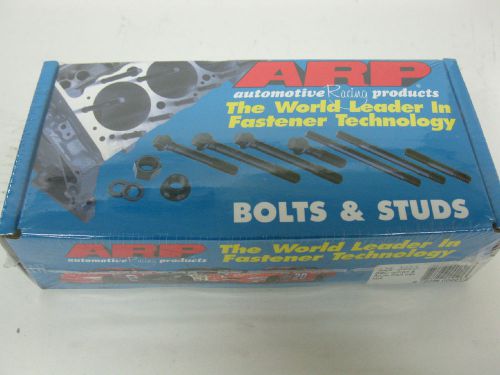 ARP
automotive Racing products
The World Leader In
Fastener Technology
BOLTS & STUDS
ARP
automotive Racing products
The World Leader In
Fastener Technology